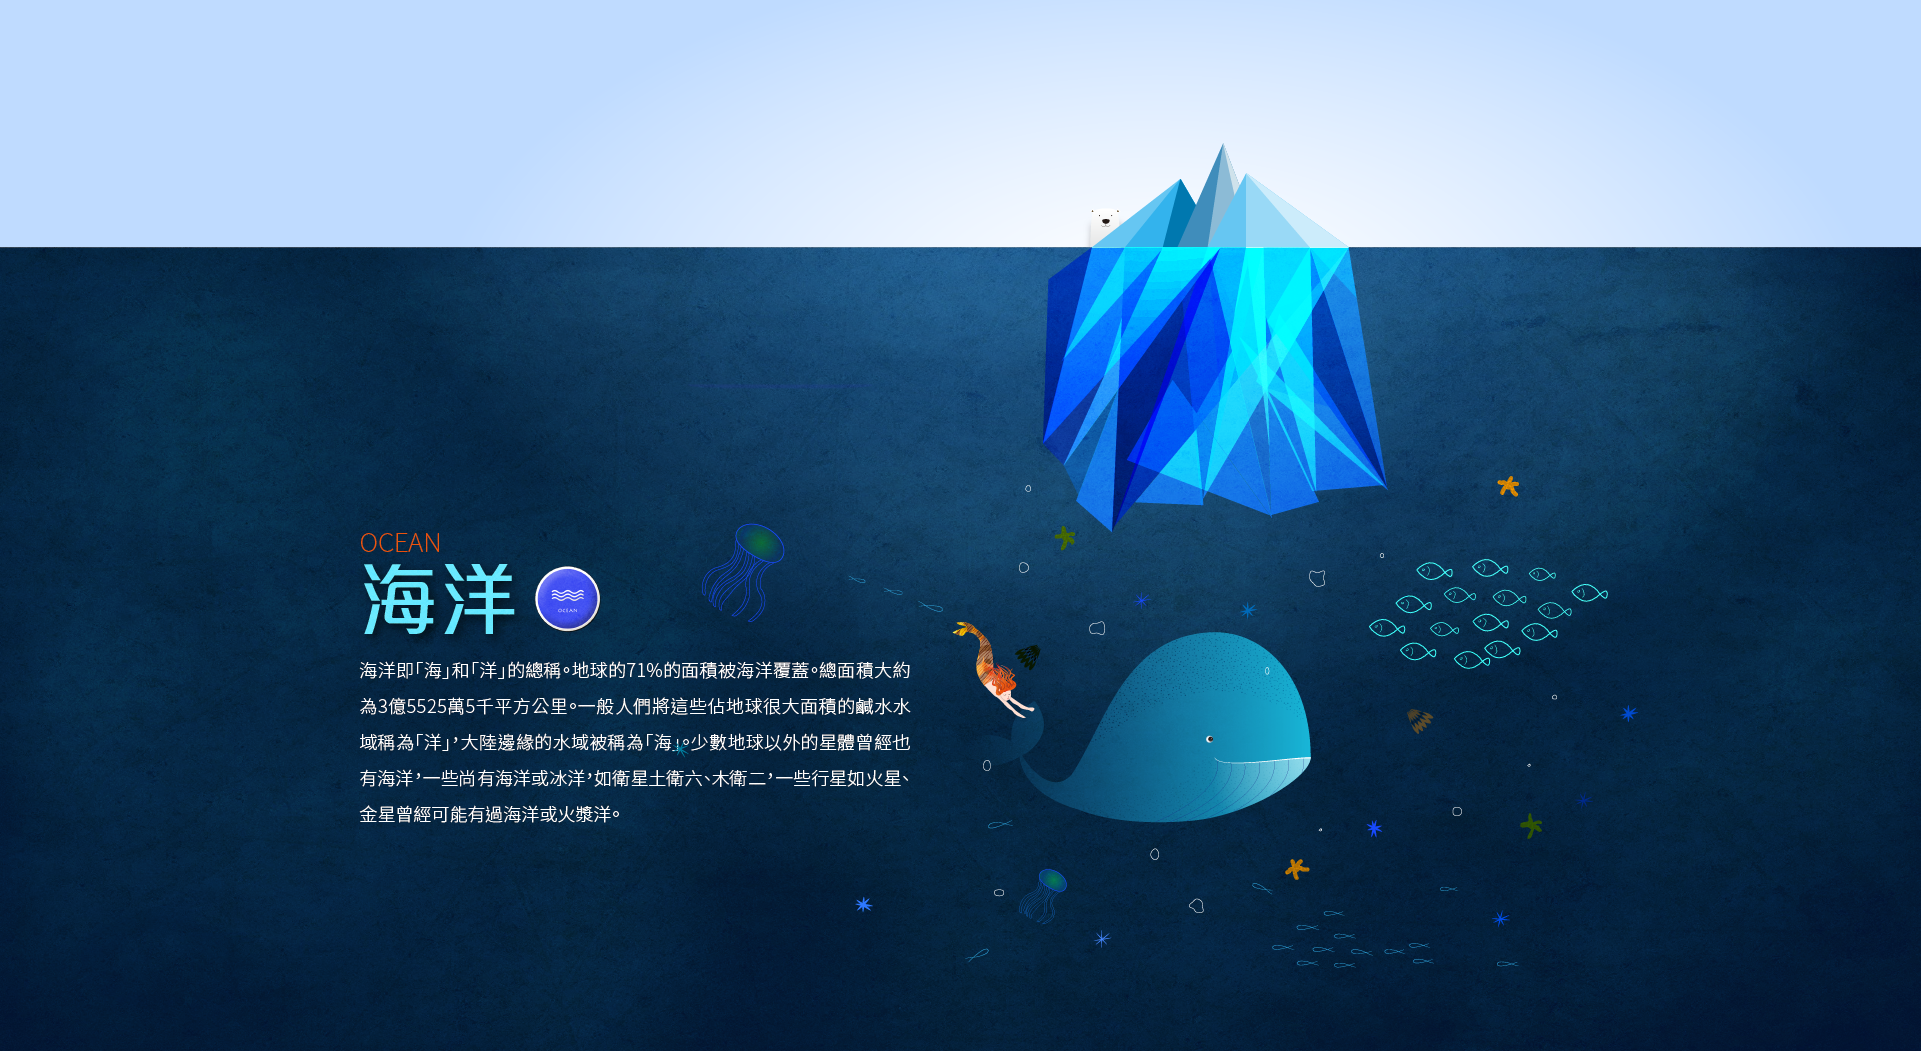 OCEAN
海洋
OCEAN
海洋即「海」和「洋」的總稱。地球的71%的面積被海洋覆蓋。總面積大約
為3億5525萬5千平方公里。一般人們將這些佔地球很大面積的鹹水水
域稱為「洋」，大陸邊緣的水域被稱為「海」。少數地球以外的星體曾經也
有海洋，一些尚有海洋或冰洋，如衛星土衛六、木衛二，一些行星如火星、
金星曾經可能有過海洋或火漿洋。